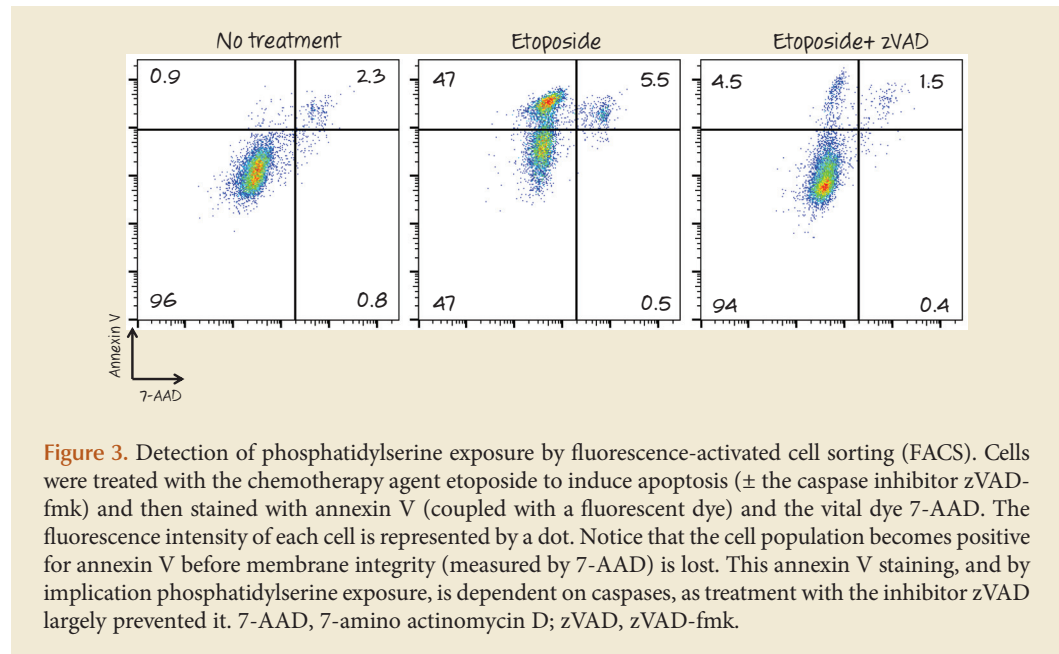 No treatment
Etoposide
Etoposide+ zVAD
0.9
2.3
47
5.5
4.5
1.5
96
0.8
47
0.5
94
0.4
Annexin V
7-AAD
Figure 3. Detection of phosphatidylserine exposure by fluorescence-activated cell sorting (FACS). Cells
were treated with the chemotherapy agent etoposide to induce apoptosis (± the caspase inhibitor zVAD-
fmk) and then stained with annexin V (coupled with a fluorescent dye) and the vital dye 7-AAD. The
fluorescence intensity of each cell is represented by a dot. Notice that the cell population becomes positive
for annexin V before membrane integrity (measured by 7-AAD) is lost. This annexin V staining, and by
implication phosphatidylserine exposure, is dependent on caspases, as treatment with the inhibitor zVAD
largely prevented it. 7-AAD, 7-amino actinomycin D; zVAD, zVAD-fmk.